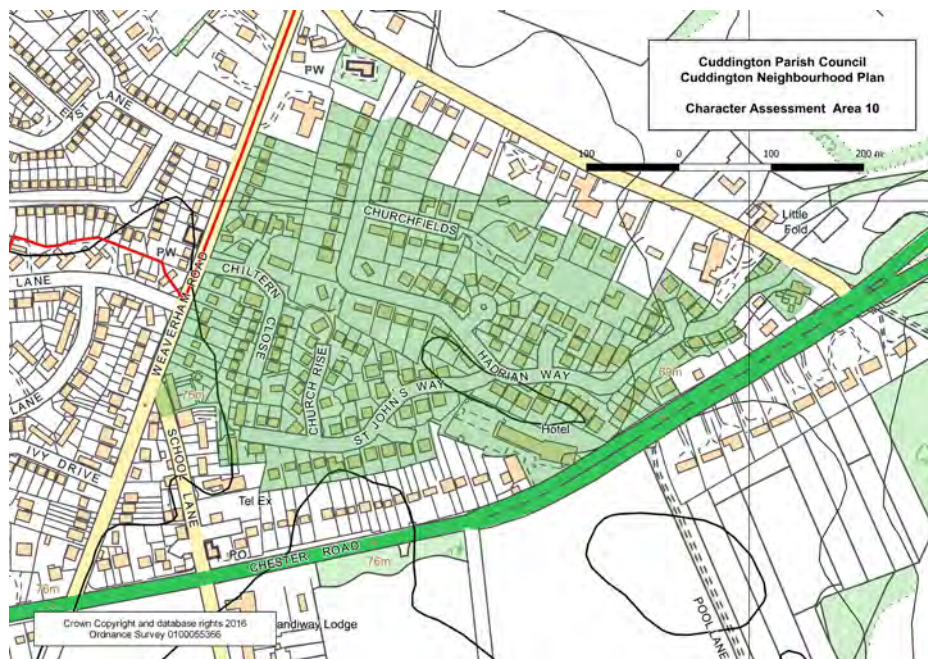 Cuddington Parish Council
Cuddington Neighbourhood Plan
Character Assessment Area 10
100 0 100 200 m
PW
EAST LANE
CHURCHFIELDS
Little
Fold
PW
WEAVERHAM ROAD
LANE
CHILTERN
CLOSE
CHURCH RISE
HADRIAN WAY
ST JOHN'S WAY
69m
76m
LANE
Hotel
SCHOOL LANE
IVY DRIVE
Tel Ex
PO
CHESTER ROAD
76m
76m
POOL LANE
Crown Copyright and database rights 2016
Ordnance Survey 0100055366
andiway Lodge